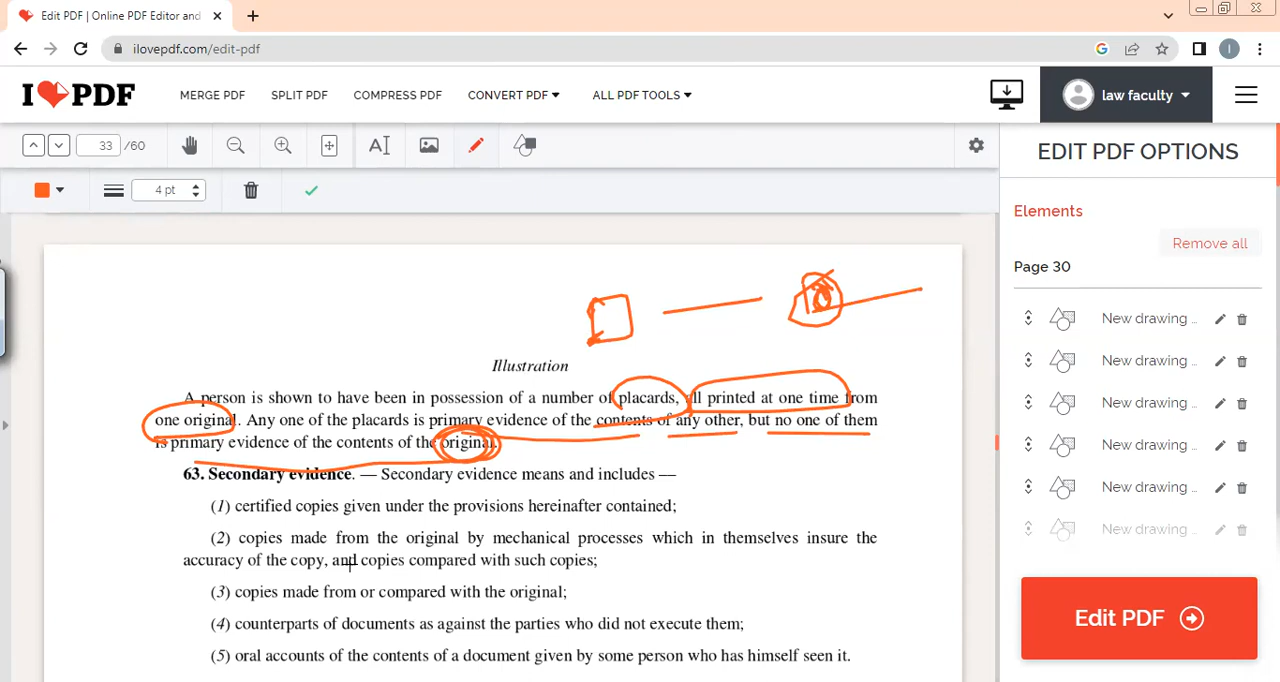 Edit PDF | Online PDF Editor and
ilovepdf.com/edit-pdf
I PDF
MERGE PDF
SPLIT PDF
COMPRESS PDF
CONVERT PDF
ALL PDF TOOLS
law faculty
33 /60
4 pt
EDIT PDF OPTIONS
Elements
Remove all
Page 30
New drawing ...
New drawing ...
New drawing ...
New drawing ...
New drawing ...
New drawing ...
Edit PDF
Illustration
A person is shown to have been in possession of a number of placards, all printed at one time from
one original. Any one of the placards is primary evidence of the contents of any other, but no one of them
is primary evidence of the contents of the original.
63. Secondary evidence. –– Secondary evidence means and includes ––
(1) certified copies given under the provisions hereinafter contained;
(2) copies made from the original by mechanical processes which in themselves insure the
accuracy of the copy, and copies compared with such copies;
(3) copies made from or compared with the original;
(4) counterparts of documents as against the parties who did not execute them;
(5) oral accounts of the contents of a document given by some person who has himself seen it.